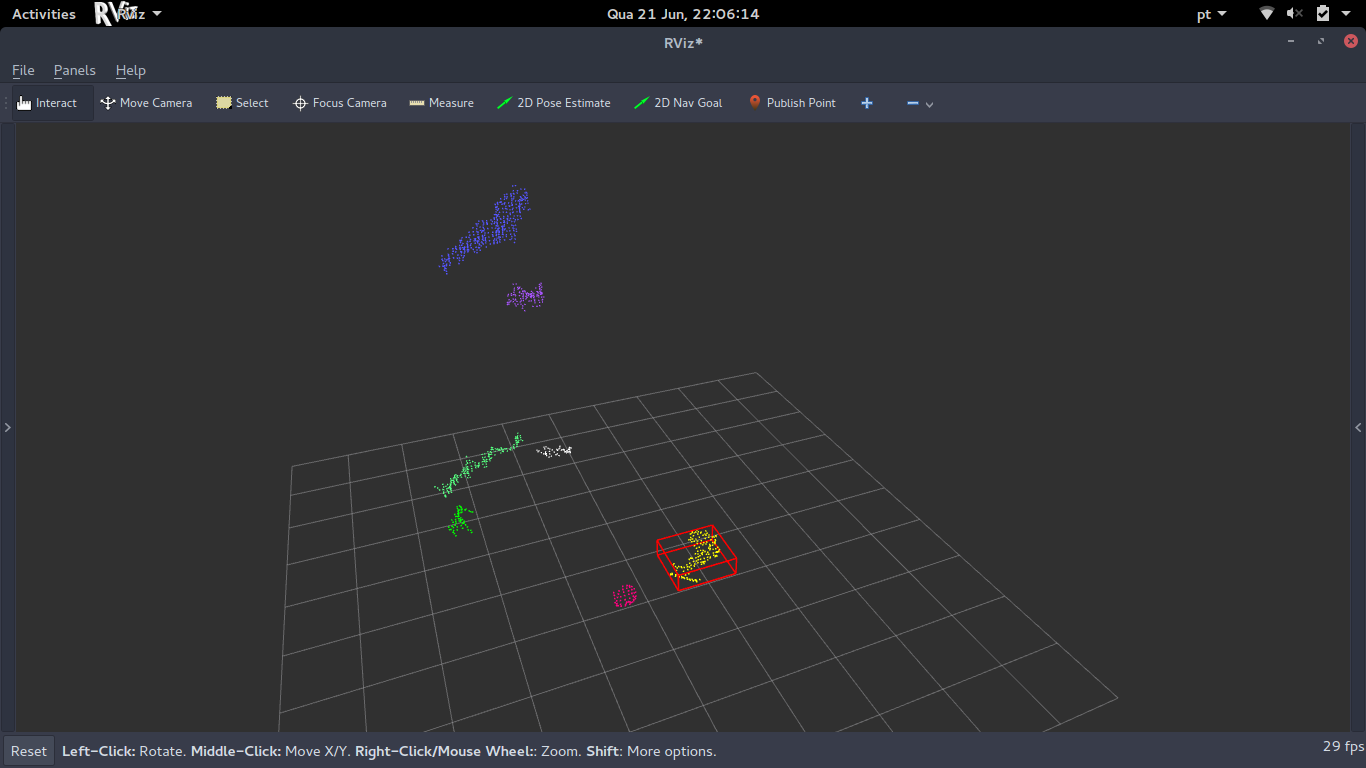 Activities RViz Qua 21 Jun, 22:06:14 pt
RViz*
File Panels Help
Interact Move Camera Select Focus Camera Measure 2D Pose Estimate 2D Nav Goal Publish Point
Reset Left-Click: Rotate. Middle-Click: Move X/Y. Right-Click/Mouse Wheel:: Zoom. Shift: More options. 29 fps